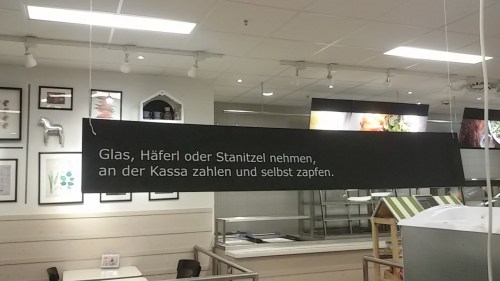 Glas, Häferl oder Stanitzel nehmen,
an der Kassa zahlen und selbst zapfen.